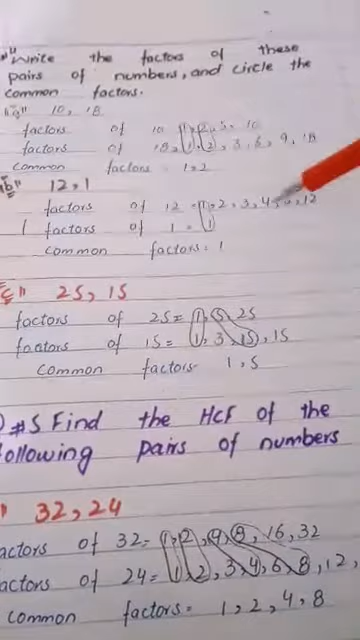 "Write the factors of these
pairs of numbers, and circle the
common factors.
"a" 10, 18
factors of 10 1, 2, 5, 10
factors of 18, 1, 2, 3, 6, 9, 18
common factors = 1, 2
"b" 12, 1
factors of 12 = 1, 2, 3, 4, 12
factors of 1 = 1
common factors = 1
"c" 25, 15
factors of 25 = 1, 5, 25
factors of 15 = 1, 3, 5, 15
common factors = 1, 5
#5 Find the HCF of the
following pairs of numbers
32, 24
actors of 32 = 1, 2, 4, 8, 16, 32
actors of 24 = 1, 2, 3, 4, 6, 8, 12,
common factors = 1, 2, 4, 8